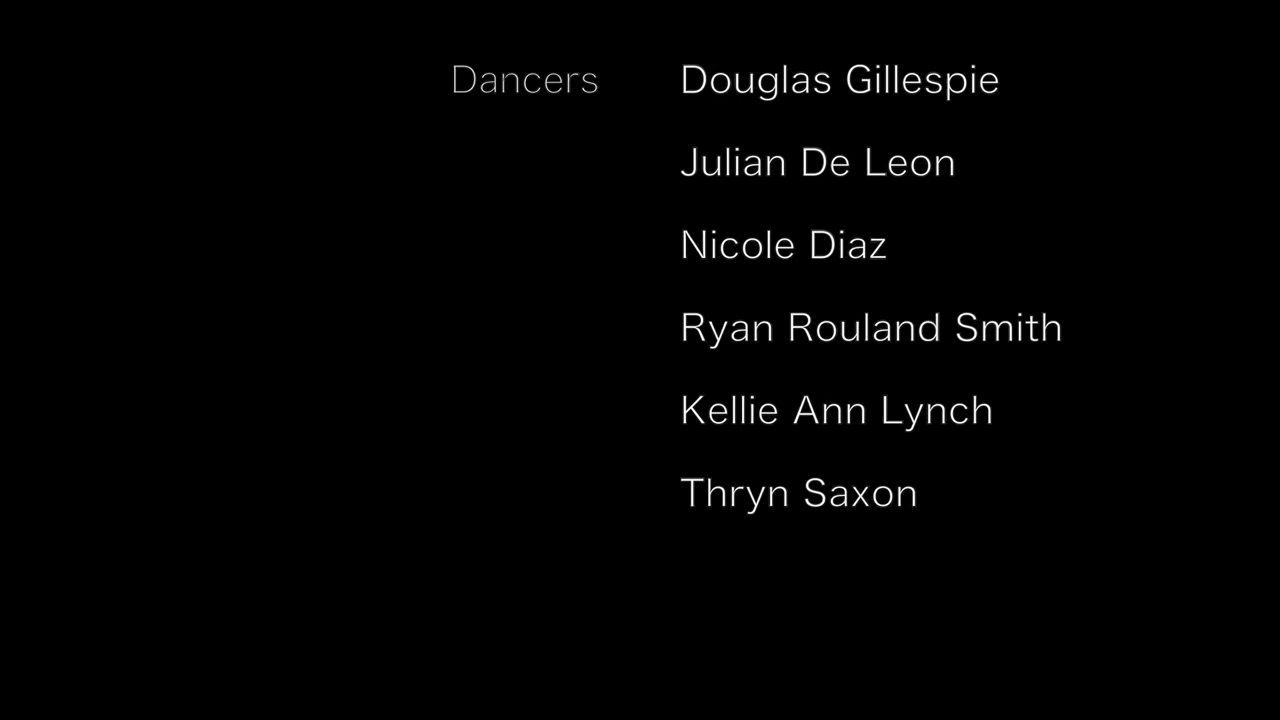 Dancers Douglas Gillespie
Julian De Leon
Nicole Diaz
Ryan Rouland Smith
Kellie Ann Lynch
Thryn Saxon